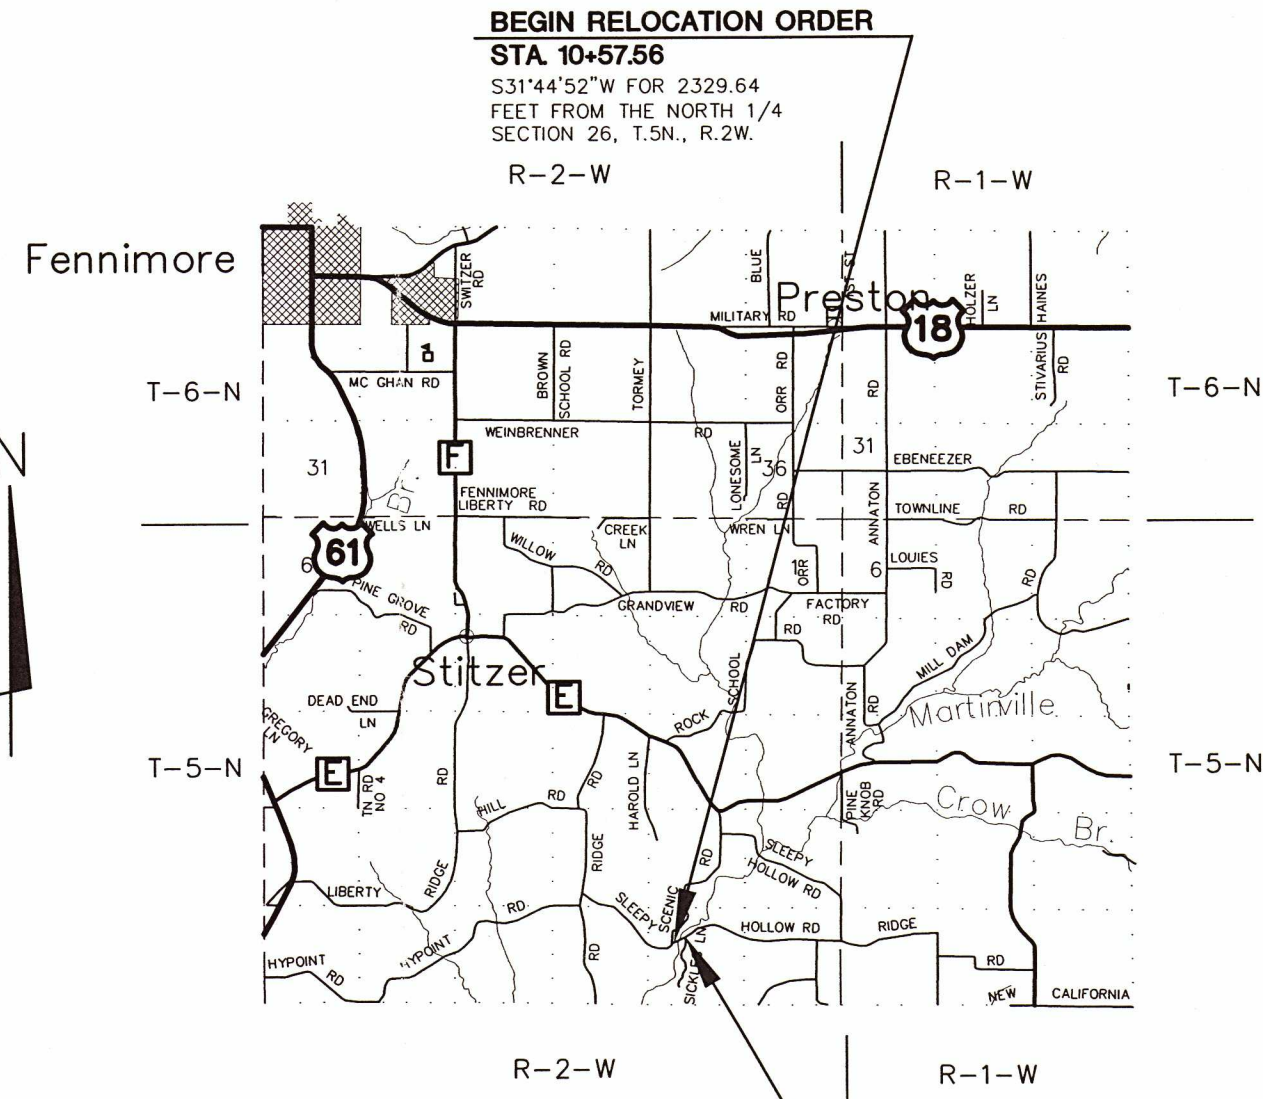 BEGIN RELOCATION ORDER
STA. 10+57.56
S31°44'52"W FOR 2329.64
FEET FROM THE NORTH 1/4
SECTION 26, T.5N., R.2W.
R-2-W
R-1-W
Fennimore
SWITZER
RD
BLUE
ST
Preston
HOLZER
LN
STIVARIUS HAINES
RD
MILITARY RD
18
T-6-N
T-6-N
MC GHAN RD
BROWN
SCHOOL RD
TORMEY
ORR RD
RD
WEINBRENNER
RD
LONESOME
LN
36
31
31
EBENEEZER
N
F
Br.
FENNIMORE
LIBERTY RD
RD
ANNATON
TOWNLINE RD
WELLS LN
CREEK
LN
WREN LN
61
6
WILLOW
RD
1
ORR
6
LOUIES
RD
RD
PINE GROVE
RD
GRANDVIEW RD
FACTORY
RD
RD
Stitzer
MILL DAM
DEAD END
LN
E
ROCK
SCHOOL
ANNATON
RD
Martinville
GREGORY
LN
T-5-N
T-5-N
E
TN RD
NO 4
RD
HILL
RD
RD
HAROLD LN
PINE
KNOB
RD
Crow
Br.
RIDGE
RD
SLEEPY
HOLLOW RD
LIBERTY
RIDGE
RD.
SLEEPY
SCENIC
HOLLOW RD
RIDGE
HYPOINT
RD
HYPOINT
RD
SICKLE LN
RD
NEW
CALIFORNIA
R-2-W
R-1-W